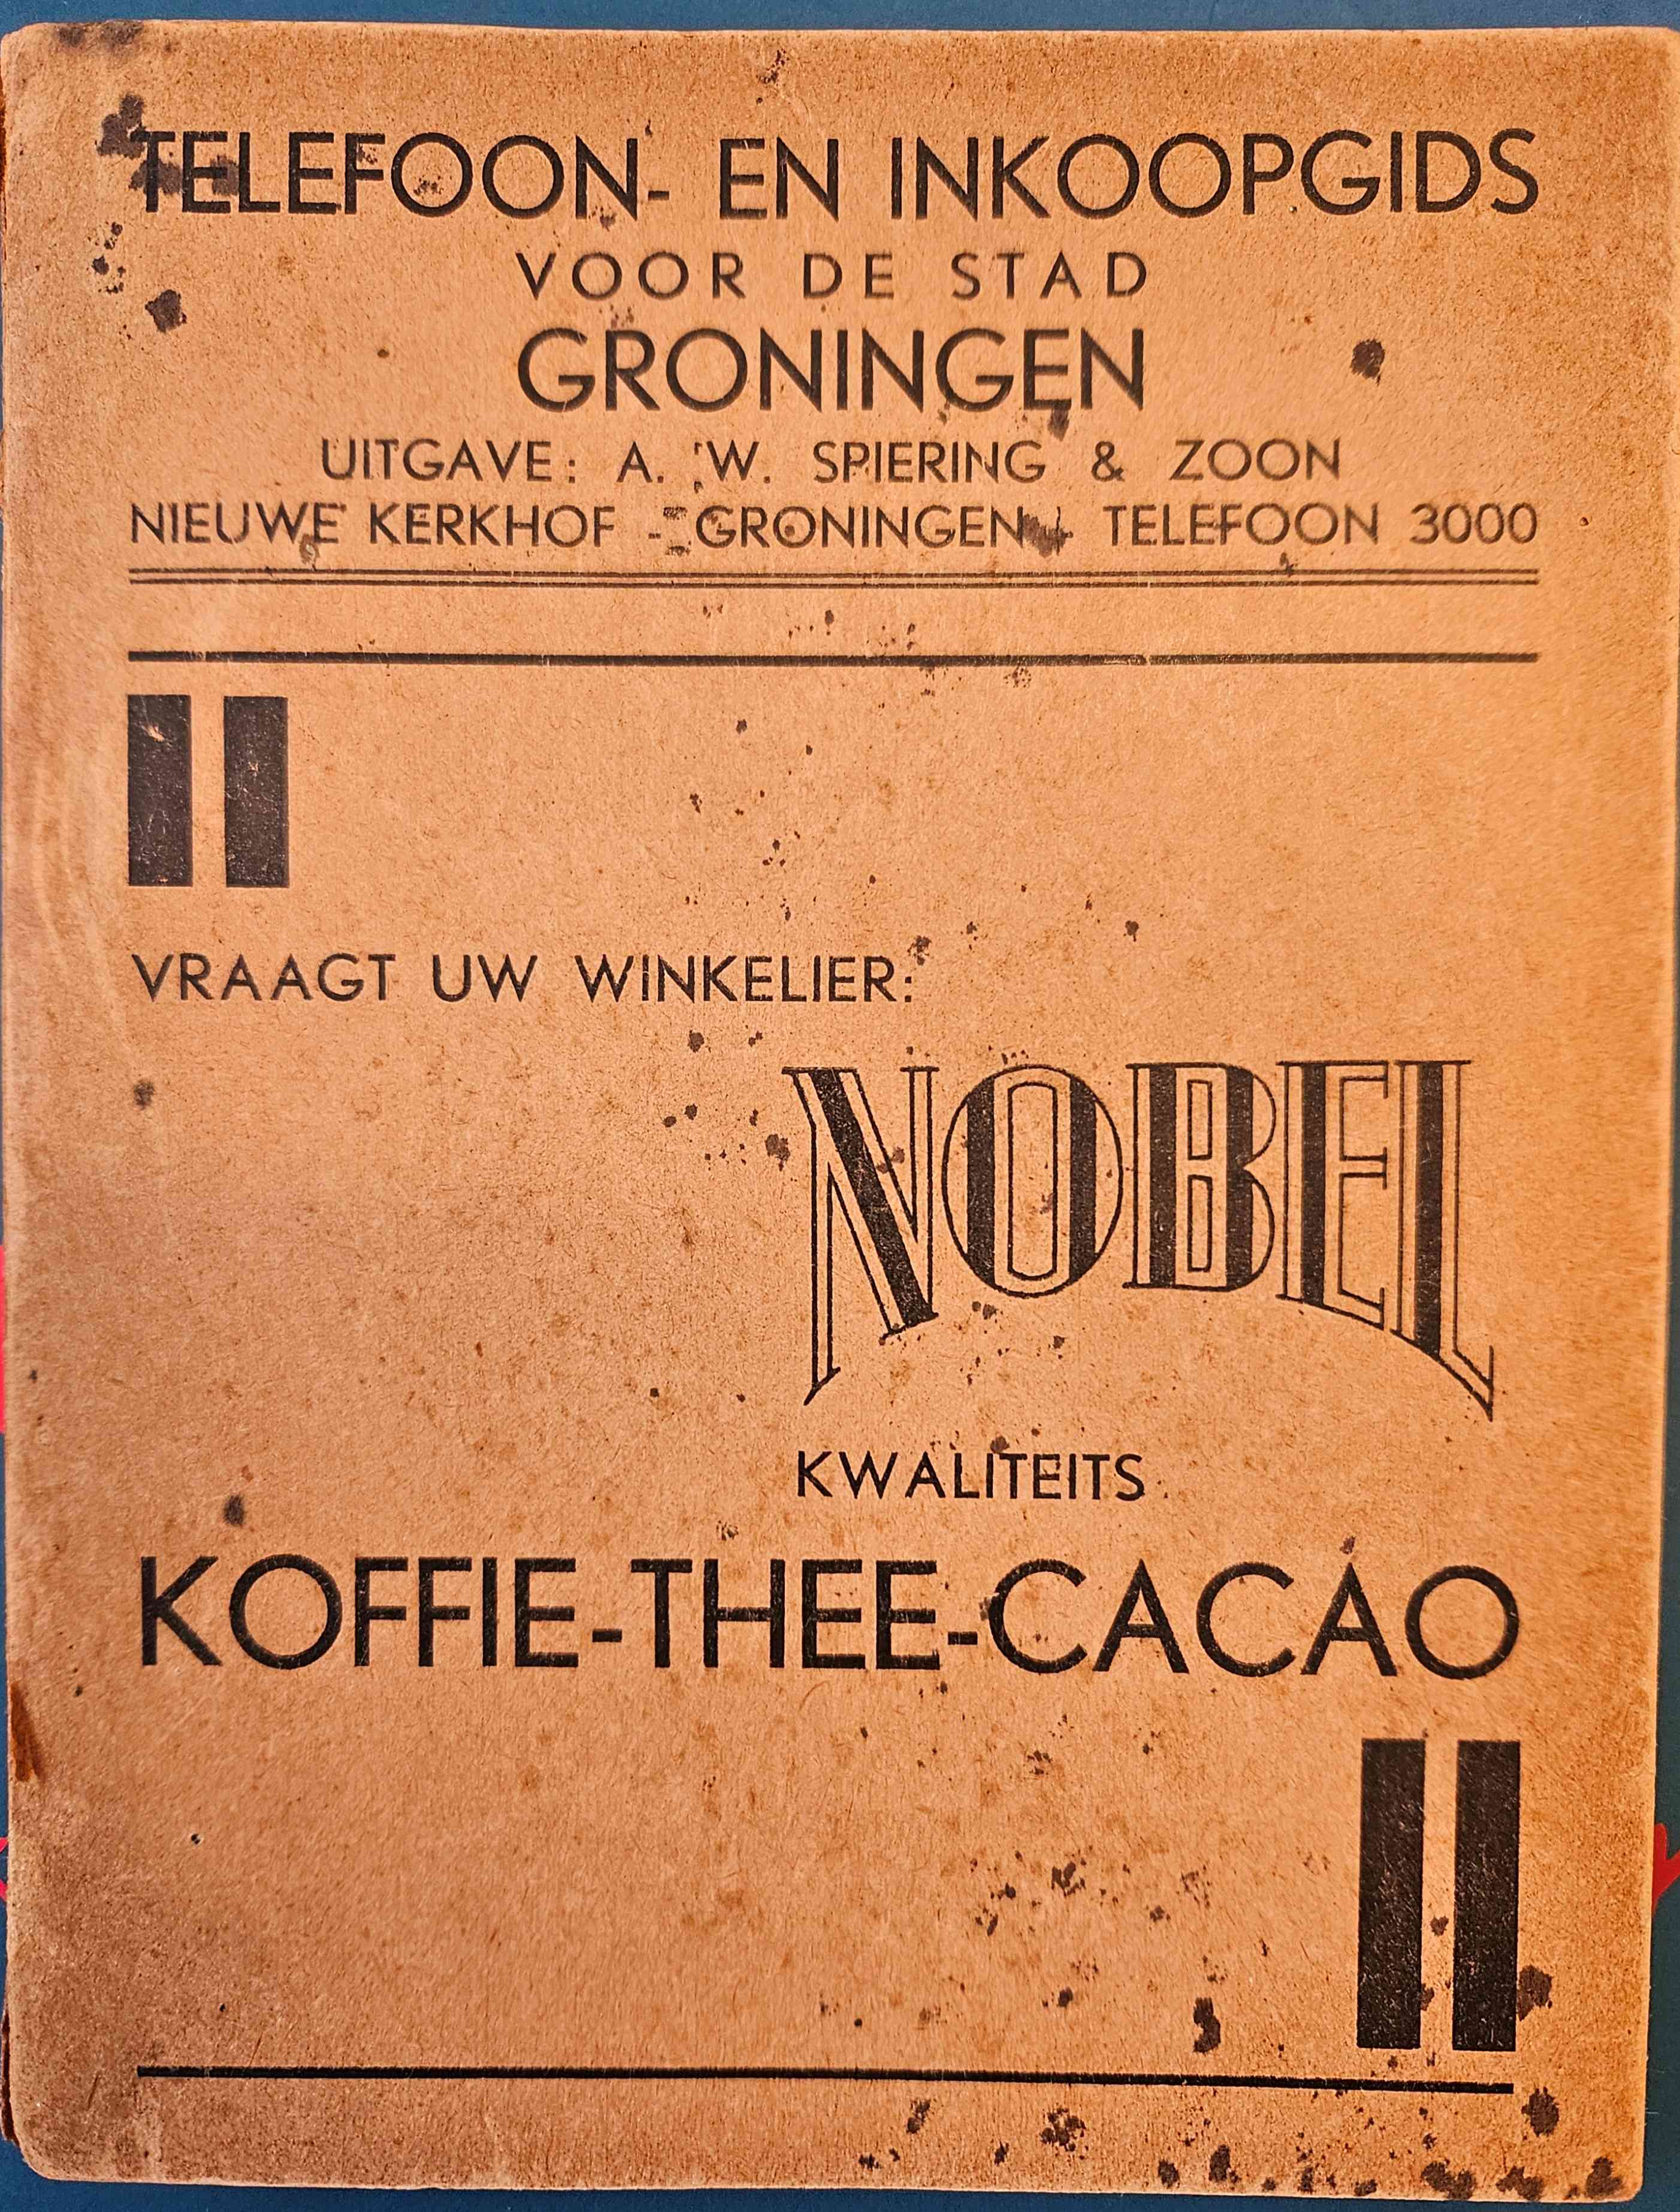 TELEFOON- EN INKOOPGIDS
VOOR DE STAD
GRONINGEN
UITGAVE: A. W. SPIERING & ZOON
NIEUWE KERKHOF - GRONINGEN - TELEFOON 3000
VRAAGT UW WINKELIER:
NOBEL
KWALITEITS
KOFFIE-THEE-CACAO